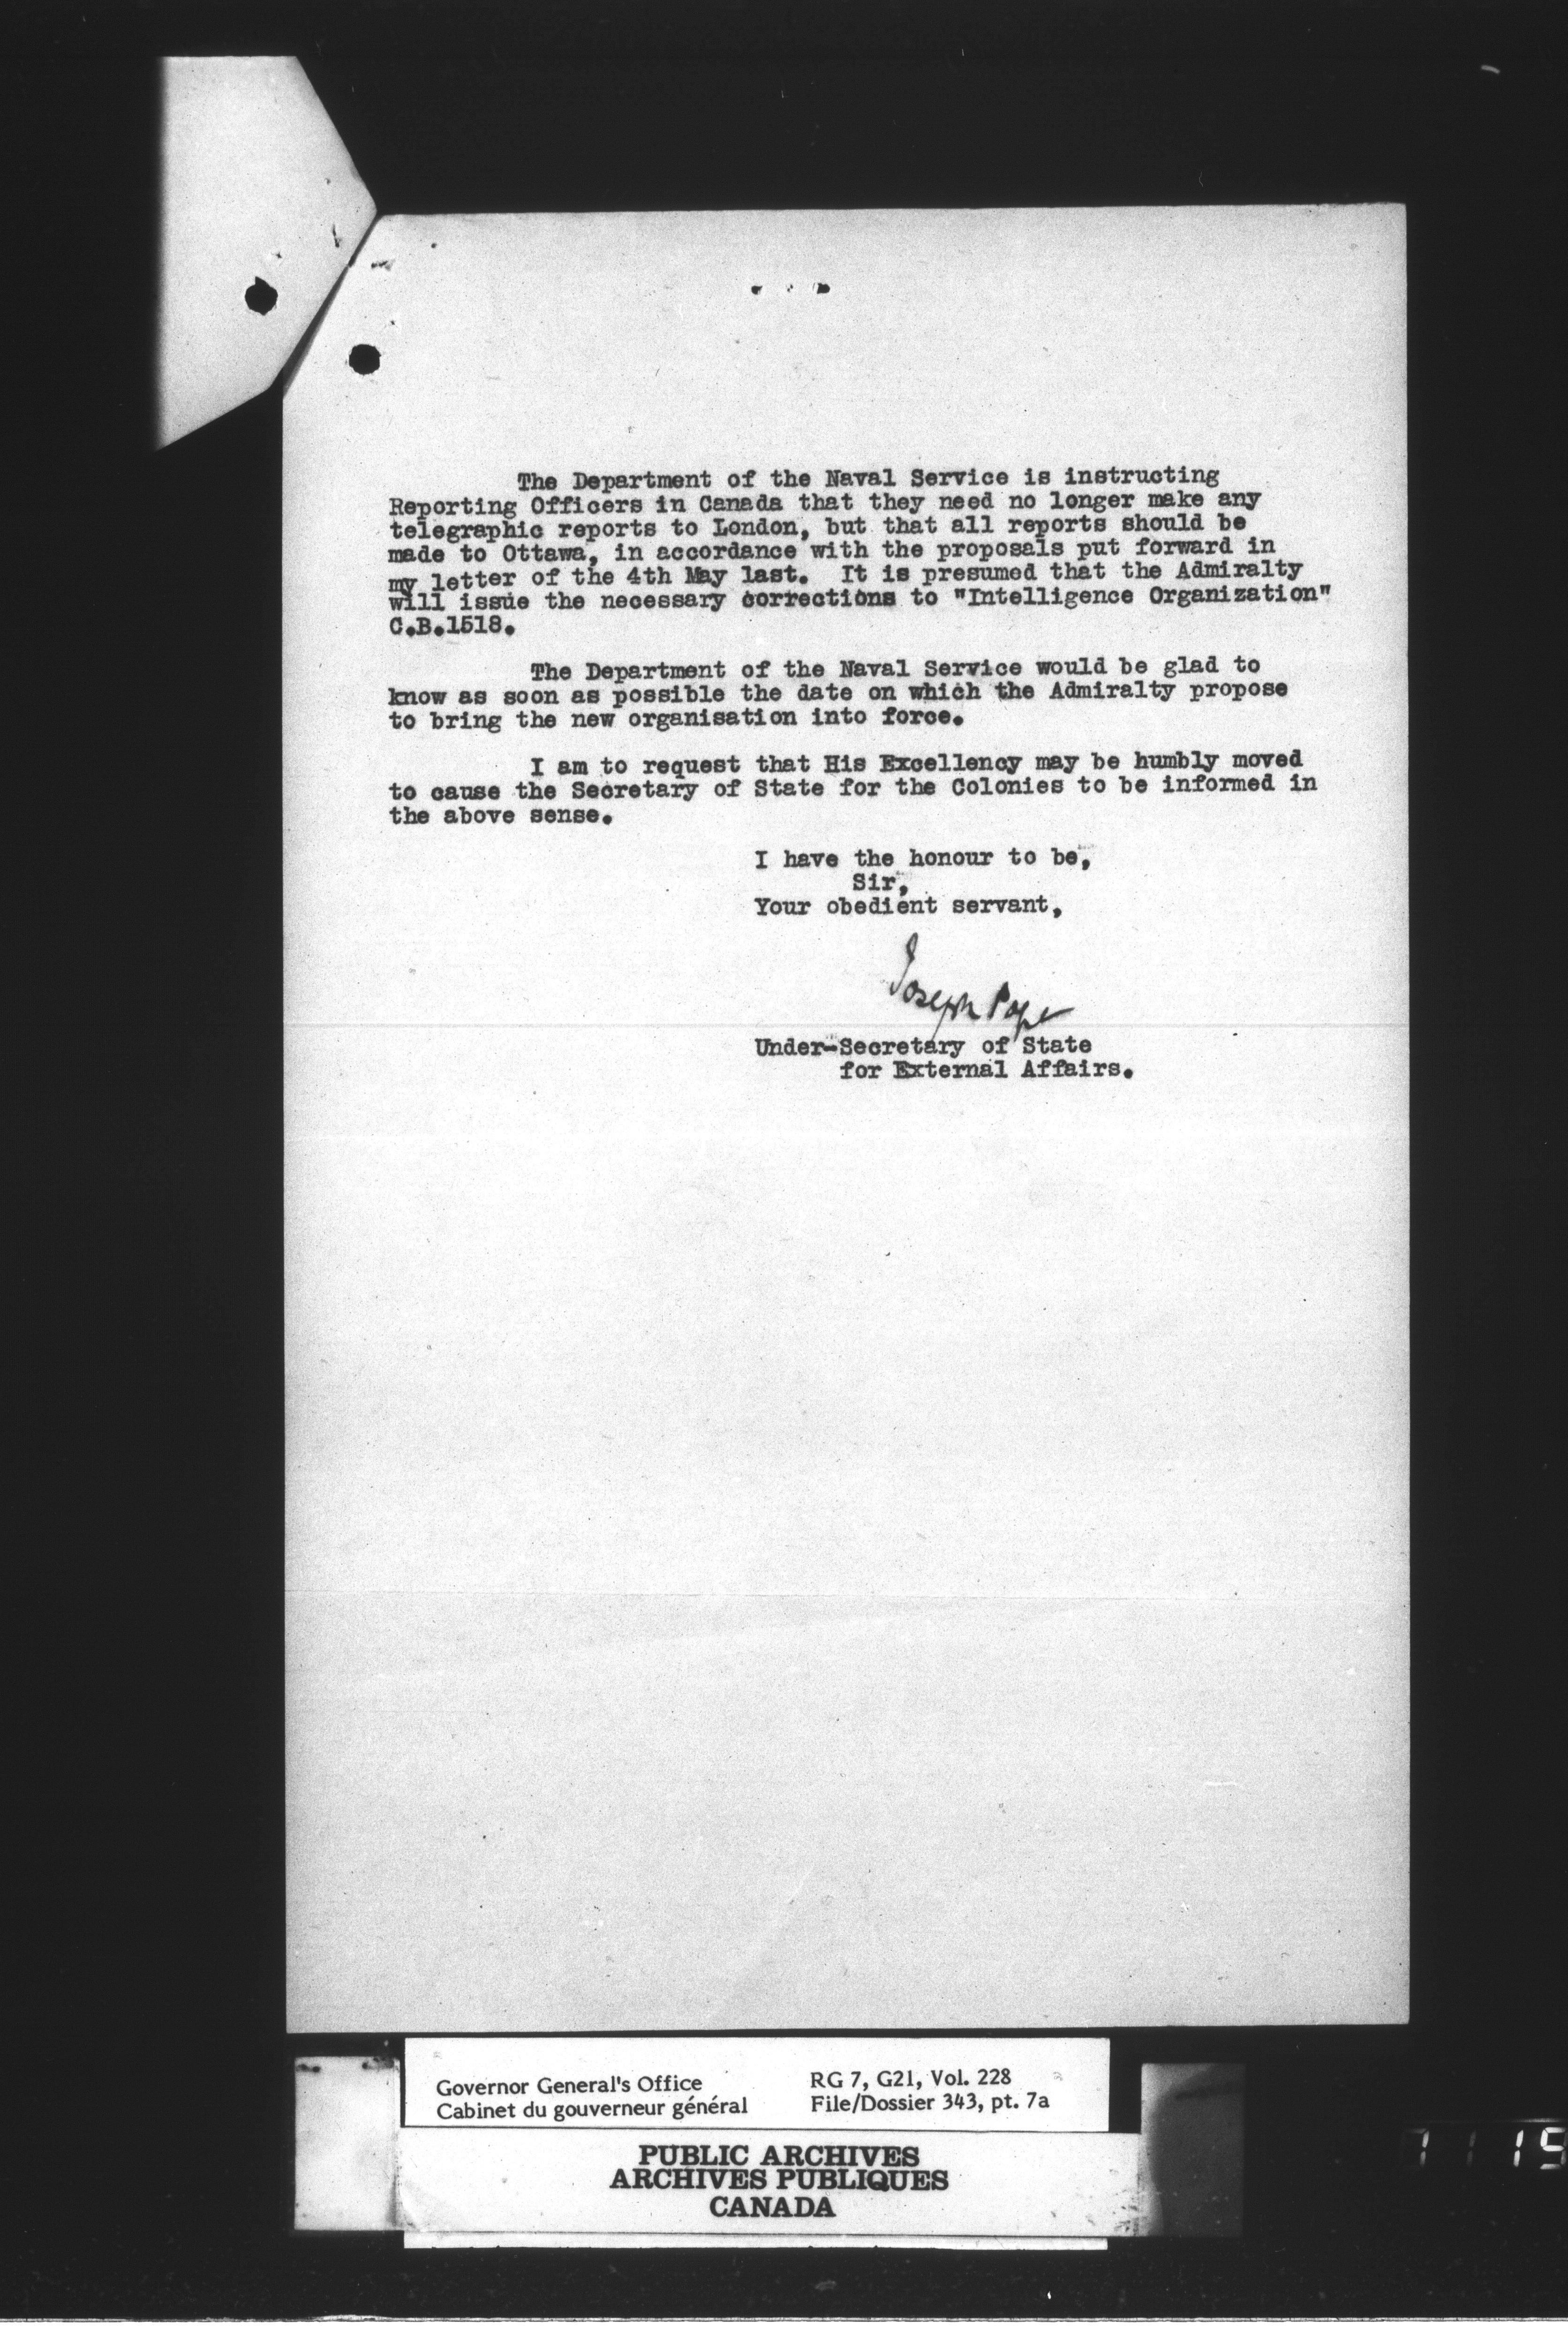 The Department of the Naval Service is instructing
Reporting Officers in Canada that they need no longer make any
telegraphic reports to London, but that all reports should be
made to Ottawa, in accordance with the proposals put forward in
my letter of the 4th May last. It is presumed that the Admiralty
will issue the necessary corrections to "Intelligence Organization"
C.B.1518.
The Department of the Naval Service would be glad to
know as soon as possible the date on which the Admiralty propose
to bring the new organisation into force.
I am to request that His Excellency may be humbly moved
to cause the Secretary of State for the Colonies to be informed in
the above sense.
I have the honour to be,
Sir,
Your obedient servant,
Joseph Pope
Under-Secretary of State
for External Affairs.
Governor General's Office
Cabinet du gouverneur général
RG 7, G21, Vol. 228
File/Dossier 343, pt. 7a
PUBLIC ARCHIVES
ARCHIVES PUBLIQUES
CANADA